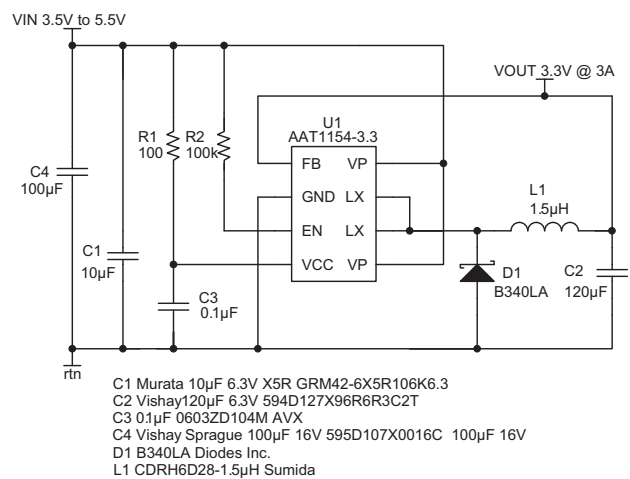 VIN 3.5V to 5.5V
VOUT 3.3V @ 3A
U1
AAT1154-3.3
R1
100
R2
100k
FB
VP
GND
LX
EN
LX
VCC
VP
C4
100µF
C1
10µF
C3
0.1µF
L1
1.5µH
D1
B340LA
C2
120µF
rtn
C1 Murata 10µF 6.3V X5R GRM42-6X5R106K6.3
C2 Vishay120µF 6.3V 594D127X96R6R3C2T
C3 0.1µF 0603ZD104M AVX
C4 Vishay Sprague 100µF 16V 595D107X0016C 100µF 16V
D1 B340LA Diodes Inc.
L1 CDRH6D28-1.5µH Sumida